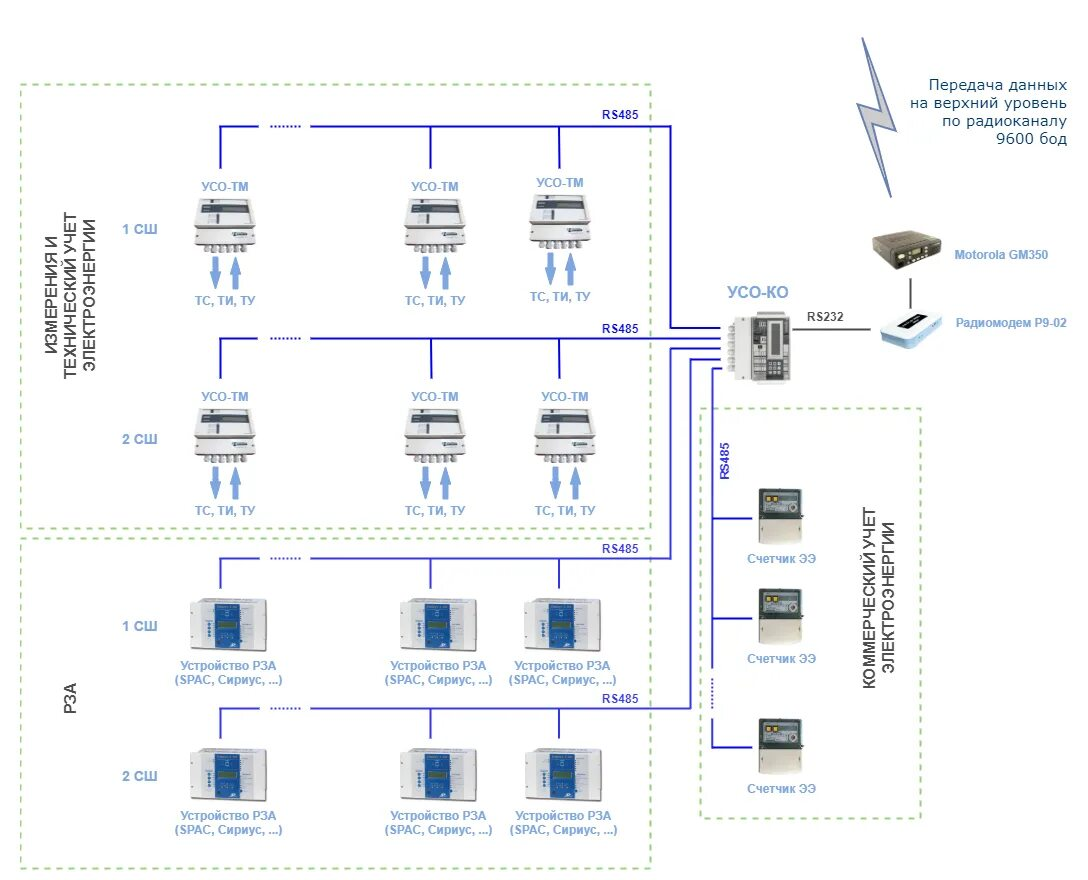 Передача данных
на верхний уровень
по радиоканалу
9600 бод
ИЗМЕРЕНИЯ И
ТЕХНИЧЕСКИЙ УЧЕТ
ЭЛЕКТРОЭНЕРГИИ
RS485
1 СШ
УСО-ТМ
УСО-ТМ
УСО-ТМ
ТС, ТИ, ТУ
ТС, ТИ, ТУ
ТС, ТИ, ТУ
RS485
2 СШ
УСО-ТМ
УСО-ТМ
УСО-ТМ
ТС, ТИ, ТУ
ТС, ТИ, ТУ
ТС, ТИ, ТУ
Motorola GM350
УСО-КО
RS232
Радиомодем Р9-02
РЗА
RS485
1 СШ
Устройство РЗА
(SPAC, Сириус, ...)
Устройство РЗА
(SPAC, Сириус, ...)
Устройство РЗА
(SPAC, Сириус, ...)
RS485
2 СШ
Устройство РЗА
(SPAC, Сириус, ...)
Устройство РЗА
(SPAC, Сириус, ...)
Устройство РЗА
(SPAC, Сириус, ...)
RS485
КОММЕРЧЕСКИЙ УЧЕТ
ЭЛЕКТРОЭНЕРГИИ
Счетчик ЭЭ
Счетчик ЭЭ
Счетчик ЭЭ